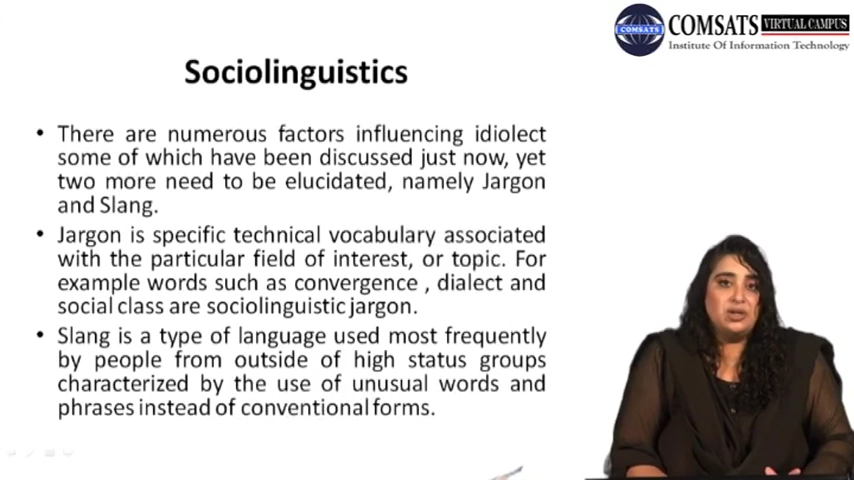 COMSATS VIRTUAL CAMPUS
COMSATS
Institute Of Information Technology
Sociolinguistics
• There are numerous factors influencing idiolect
some of which have been discussed just now, yet
two more need to be elucidated, namely Jargon
and Slang.
• Jargon is specific technical vocabulary associated
with the particular field of interest, or topic. For
example words such as convergence , dialect and
social class are sociolinguistic jargon.
• Slang is a type of language used most frequently
by people from outside of high status groups
characterized by the use of unusual words and
phrases instead of conventional forms.